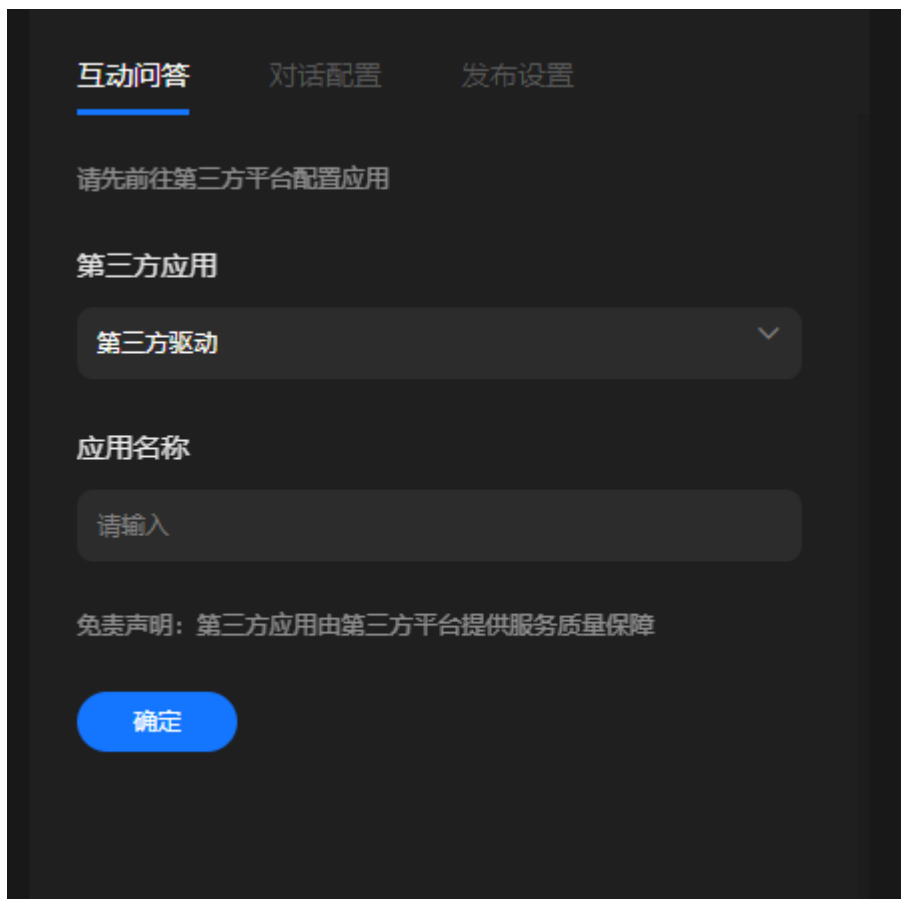 互动问答 对话配置 发布设置
请先前往第三方平台配置应用
第三方应用
第三方驱动
应用名称
请输入
免责声明：第三方应用由第三方平台提供服务质量保障
确定